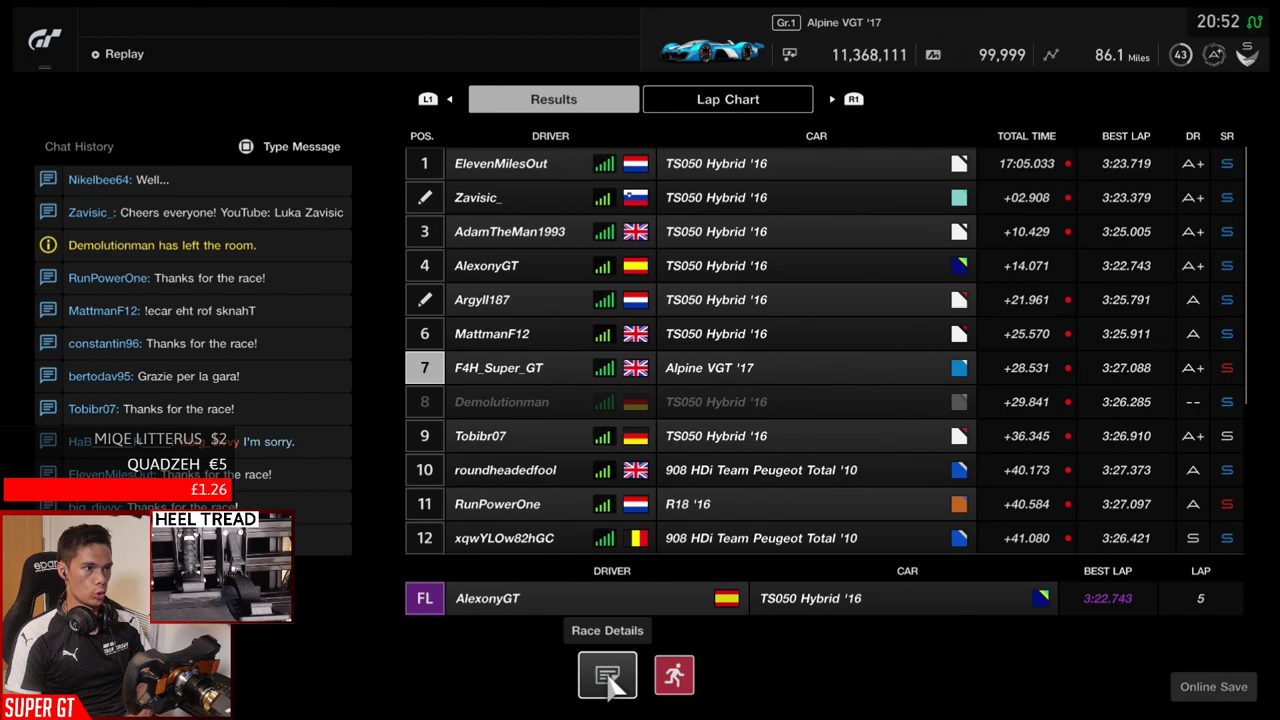 Gr.1 Alpine VGT '17
20:52
Replay
11,368,111
99,999
86.1 Miles
43
A+
S
L1
Results
Lap Chart
R1
Chat History
Type Message
Nikelbee64: Well...
Zavisic_: Cheers everyone! YouTube: Luka Zavisic
Demolutionman has left the room.
RunPowerOne: Thanks for the race!
MattmanF12: !ecar eht rof sknahT
constantin96: Thanks for the race!
bertodav95: Grazie per la gara!
Tobibr07: Thanks for the race!
I'm sorry.
MIQE LITTERUS $2
ElevenMilesOut: Thanks for the race!
QUADZEH €5
£1.26
big_divvy: Thanks for the race!
POS. DRIVER CAR TOTAL TIME BEST LAP DR SR
1 ElevenMilesOut TS050 Hybrid '16 17:05.033 3:23.719 A+ S
Zavisic_ TS050 Hybrid '16 +02.908 3:23.379 A+ S
3 AdamTheMan1993 TS050 Hybrid '16 +10.429 3:25.005 A+ S
4 AlexonyGT TS050 Hybrid '16 +14.071 3:22.743 A+ S
Argyll187 TS050 Hybrid '16 +21.961 3:25.791 A S
6 MattmanF12 TS050 Hybrid '16 +25.570 3:25.911 A S
7 F4H_Super_GT Alpine VGT '17 +28.531 3:27.088 A+ S
8 Demolutionman TS050 Hybrid '16 +29.841 3:26.285 -- S
9 Tobibr07 TS050 Hybrid '16 +36.345 3:26.910 A+ S
10 roundheadedfool 908 HDi Team Peugeot Total '10 +40.173 3:27.373 A S
11 RunPowerOne R18 '16 +40.584 3:27.097 A S
12 xqwYLOw82hGC 908 HDi Team Peugeot Total '10 +41.080 3:26.421 S S
DRIVER CAR BEST LAP LAP
FL AlexonyGT TS050 Hybrid '16 3:22.743 5
Race Details
Online Save
HEEL TREAD
SUPER GT